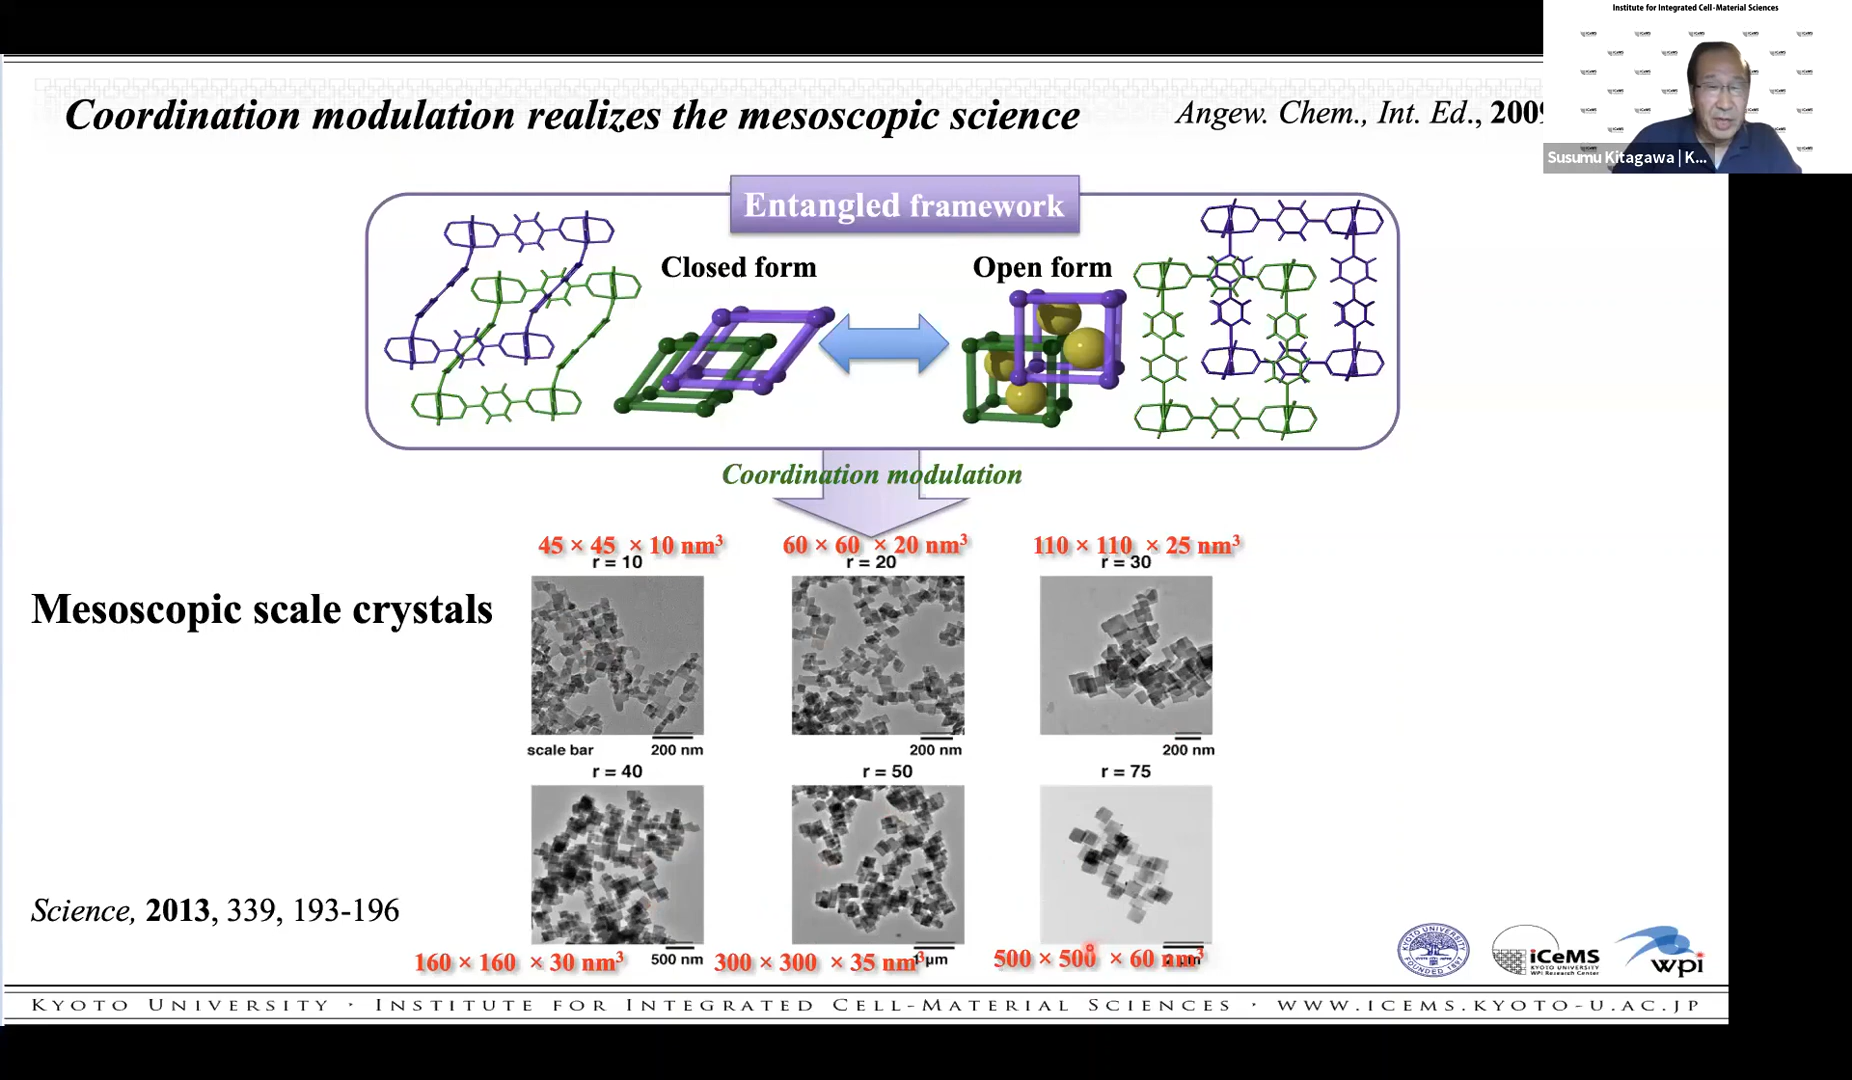 Institute for Integrated Cell-Material Sciences
Coordination modulation realizes the mesoscopic science
Angew. Chem., Int. Ed., 2009
Susumu Kitagawa | K...
Entangled framework
Closed form
Open form
Coordination modulation
45 × 45 × 10 nm³
60 × 60 × 20 nm³
110 × 110 × 25 nm³
r = 10
r = 20
r = 30
Mesoscopic scale crystals
scale bar
200 nm
200 nm
200 nm
r = 40
r = 50
r = 75
Science, 2013, 339, 193-196
500 nm
1 μm
160 × 160 × 30 nm³
300 × 300 × 35 nm³
500 × 500 × 60 nm³
KYOTO UNIVERSITY
FOUNDED 1897
iCeMS
KYOTO UNIVERSITY
WPI Research Center
wpi
KYOTO UNIVERSITY · INSTITUTE FOR INTEGRATED CELL-MATERIAL SCIENCES · WWW.ICEMS.KYOTO-U.AC.JP